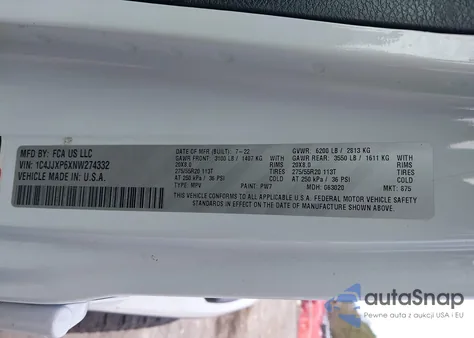 MFD BY: FCA US LLC
VIN: 1C4JJXP6XNW274332
VEHICLE MADE IN: U.S.A.
DATE OF MFR (BUILT): 7-22 GVWR: 6200 LB / 2813 KG
GAWR FRONT: 3100 LB / 1407 KG GAWR REAR: 3550 LB / 1611 KG
20X8.0 RIMS 20X8.0 RIMS
275/55R20 113T TIRES 275/55R20 113T TIRES
AT 250 kPa / 36 PSI COLD AT 250 kPa / 36 PSI COLD
TYPE: MPV PAINT: PW7 MDH: 063020 MKT: 675
THIS VEHICLE CONFORMS TO ALL APPLICABLE U.S.A. FEDERAL MOTOR VEHICLE SAFETY
STANDARDS IN EFFECT ON THE DATE OF MANUFACTURE SHOWN ABOVE.
autoSnap
Pewne auta z aukcji USA i EU